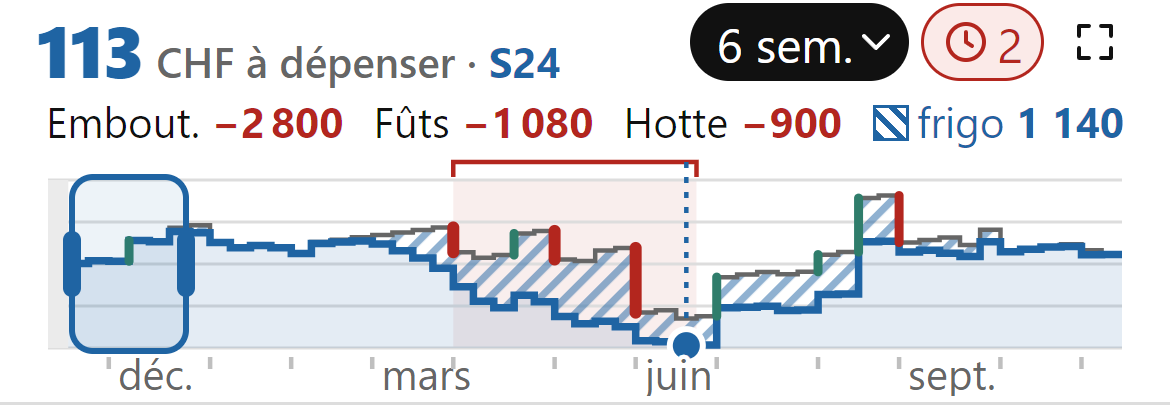 113 CHF à dépenser · S24 6 sem. 2
Embout. −2 800 Fûts −1 080 Hotte −900 frigo 1 140
déc. mars juin sept.